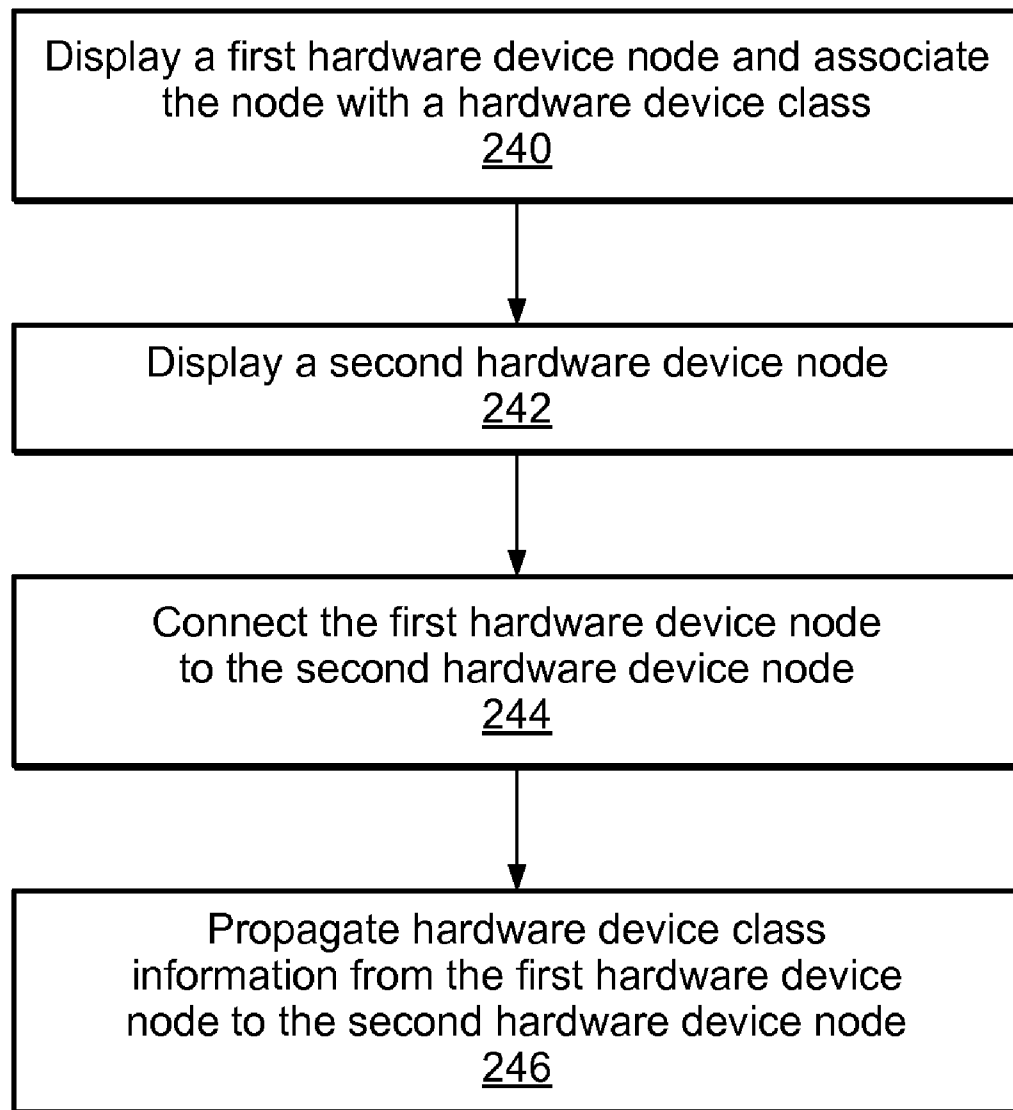 Display a first hardware device node and associate
the node with a hardware device class
240
Display a second hardware device node
242
Connect the first hardware device node
to the second hardware device node
244
Propagate hardware device class
information from the first hardware device
node to the second hardware device node
246